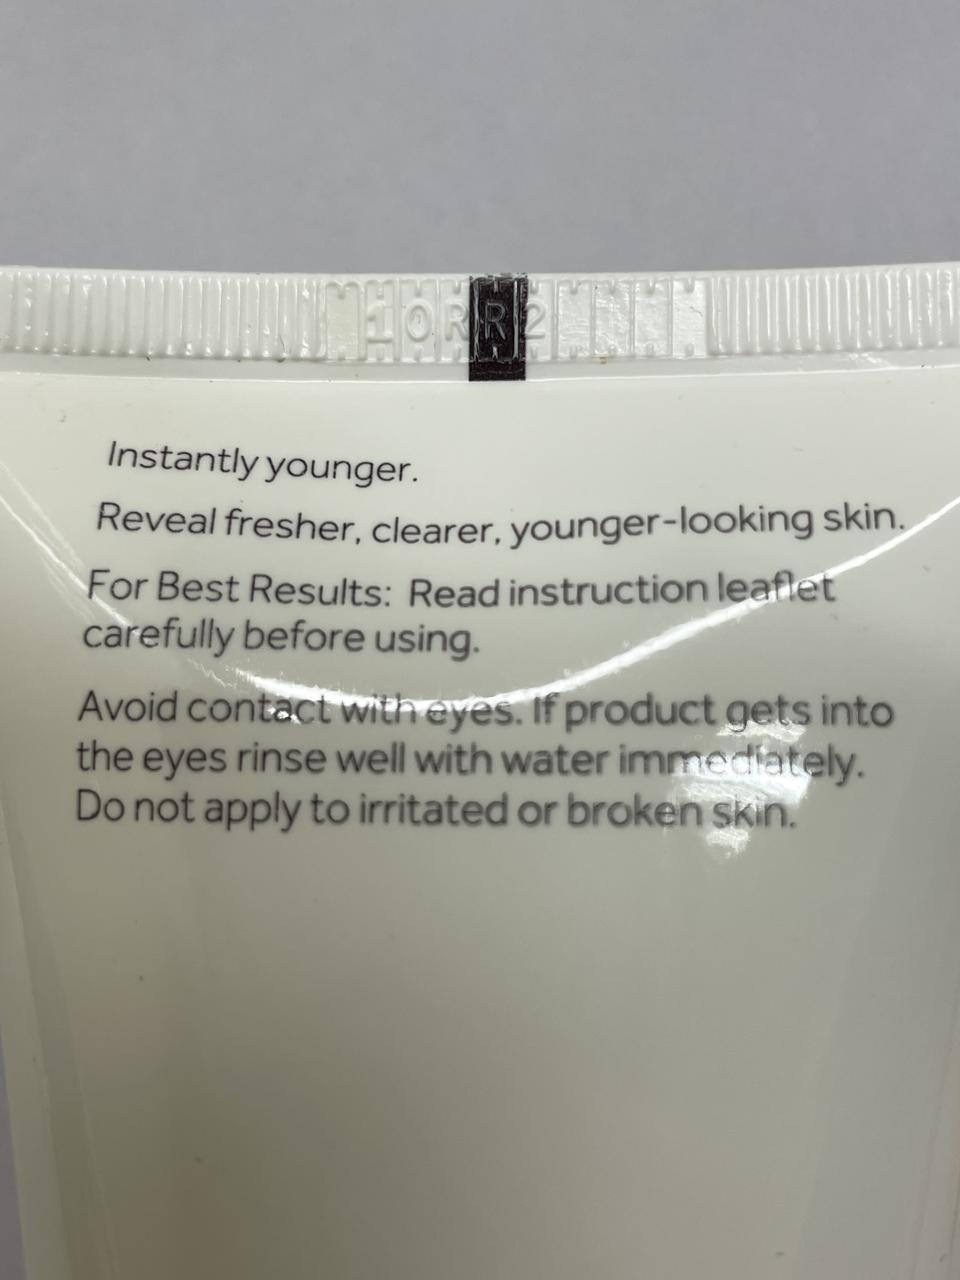 10RR2
Instantly younger.
Reveal fresher, clearer, younger-looking skin.
For Best Results: Read instruction leaflet
carefully before using.
Avoid contact with eyes. If product gets into
the eyes rinse well with water immediately.
Do not apply to irritated or broken skin.